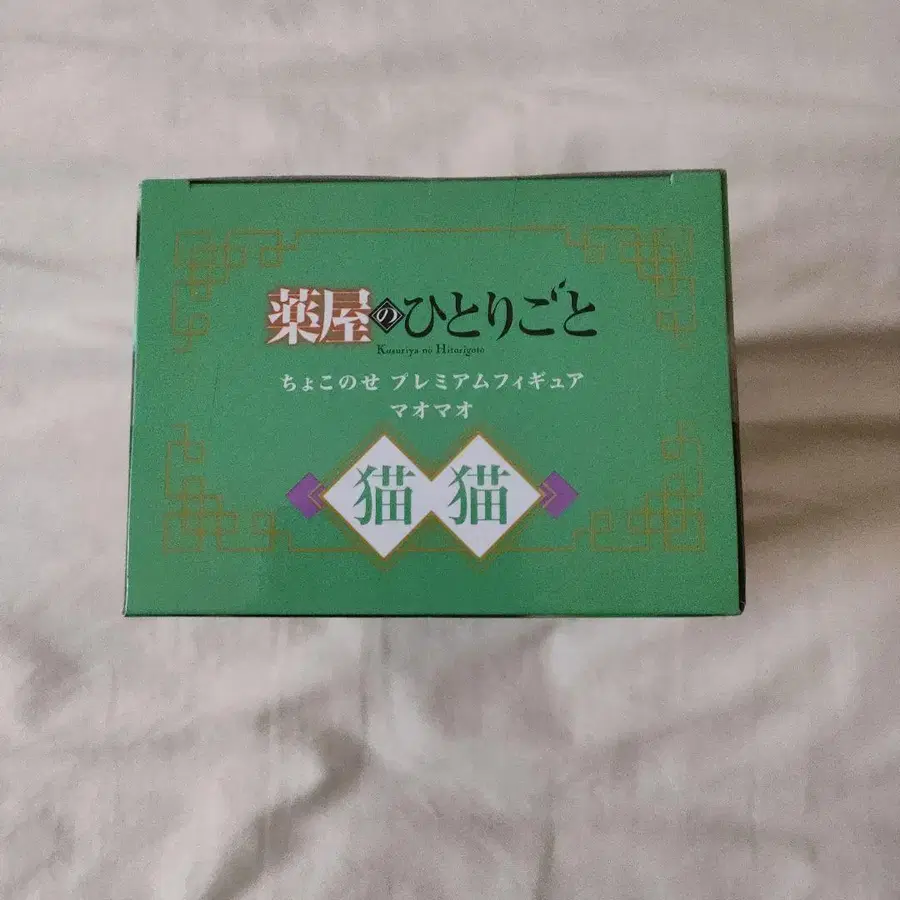 薬屋のひとりごと
Kusuriya no Hitorigoto
ちょこのせ プレミアムフィギュア
マオマオ
猫猫